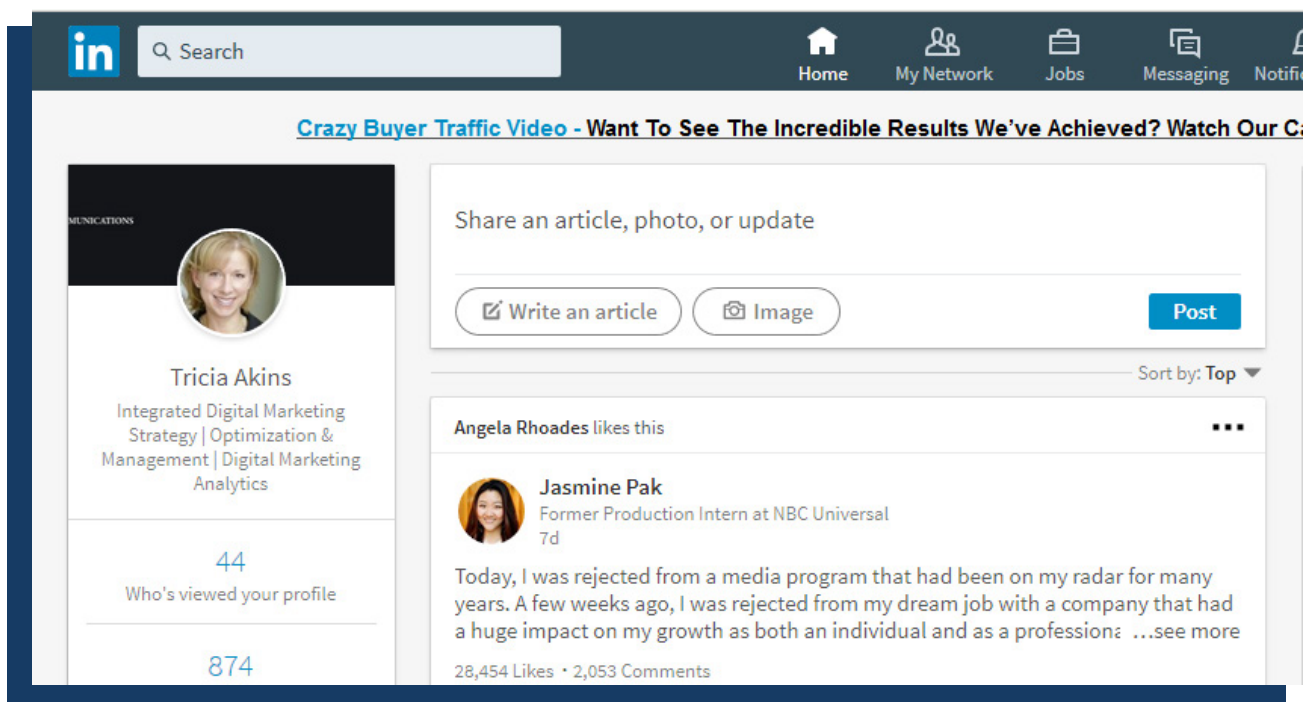 in Search
Home My Network Jobs Messaging
Crazy Buyer Traffic Video - Want To See The Incredible Results We've Achieved? Watch Our
MUNICATIONS
Share an article, photo, or update
Write an article Image Post
Tricia Akins
Integrated Digital Marketing
Strategy | Optimization &
Management | Digital Marketing
Analytics
44
Who's viewed your profile
874
Sort by: Top
Angela Rhoades likes this
Jasmine Pak
Former Production Intern at NBC Universal
7d
Today, I was rejected from a media program that had been on my radar for many
years. A few weeks ago, I was rejected from my dream job with a company that had
a huge impact on my growth as both an individual and as a …see more
28,454 Likes • 2,053 Comments